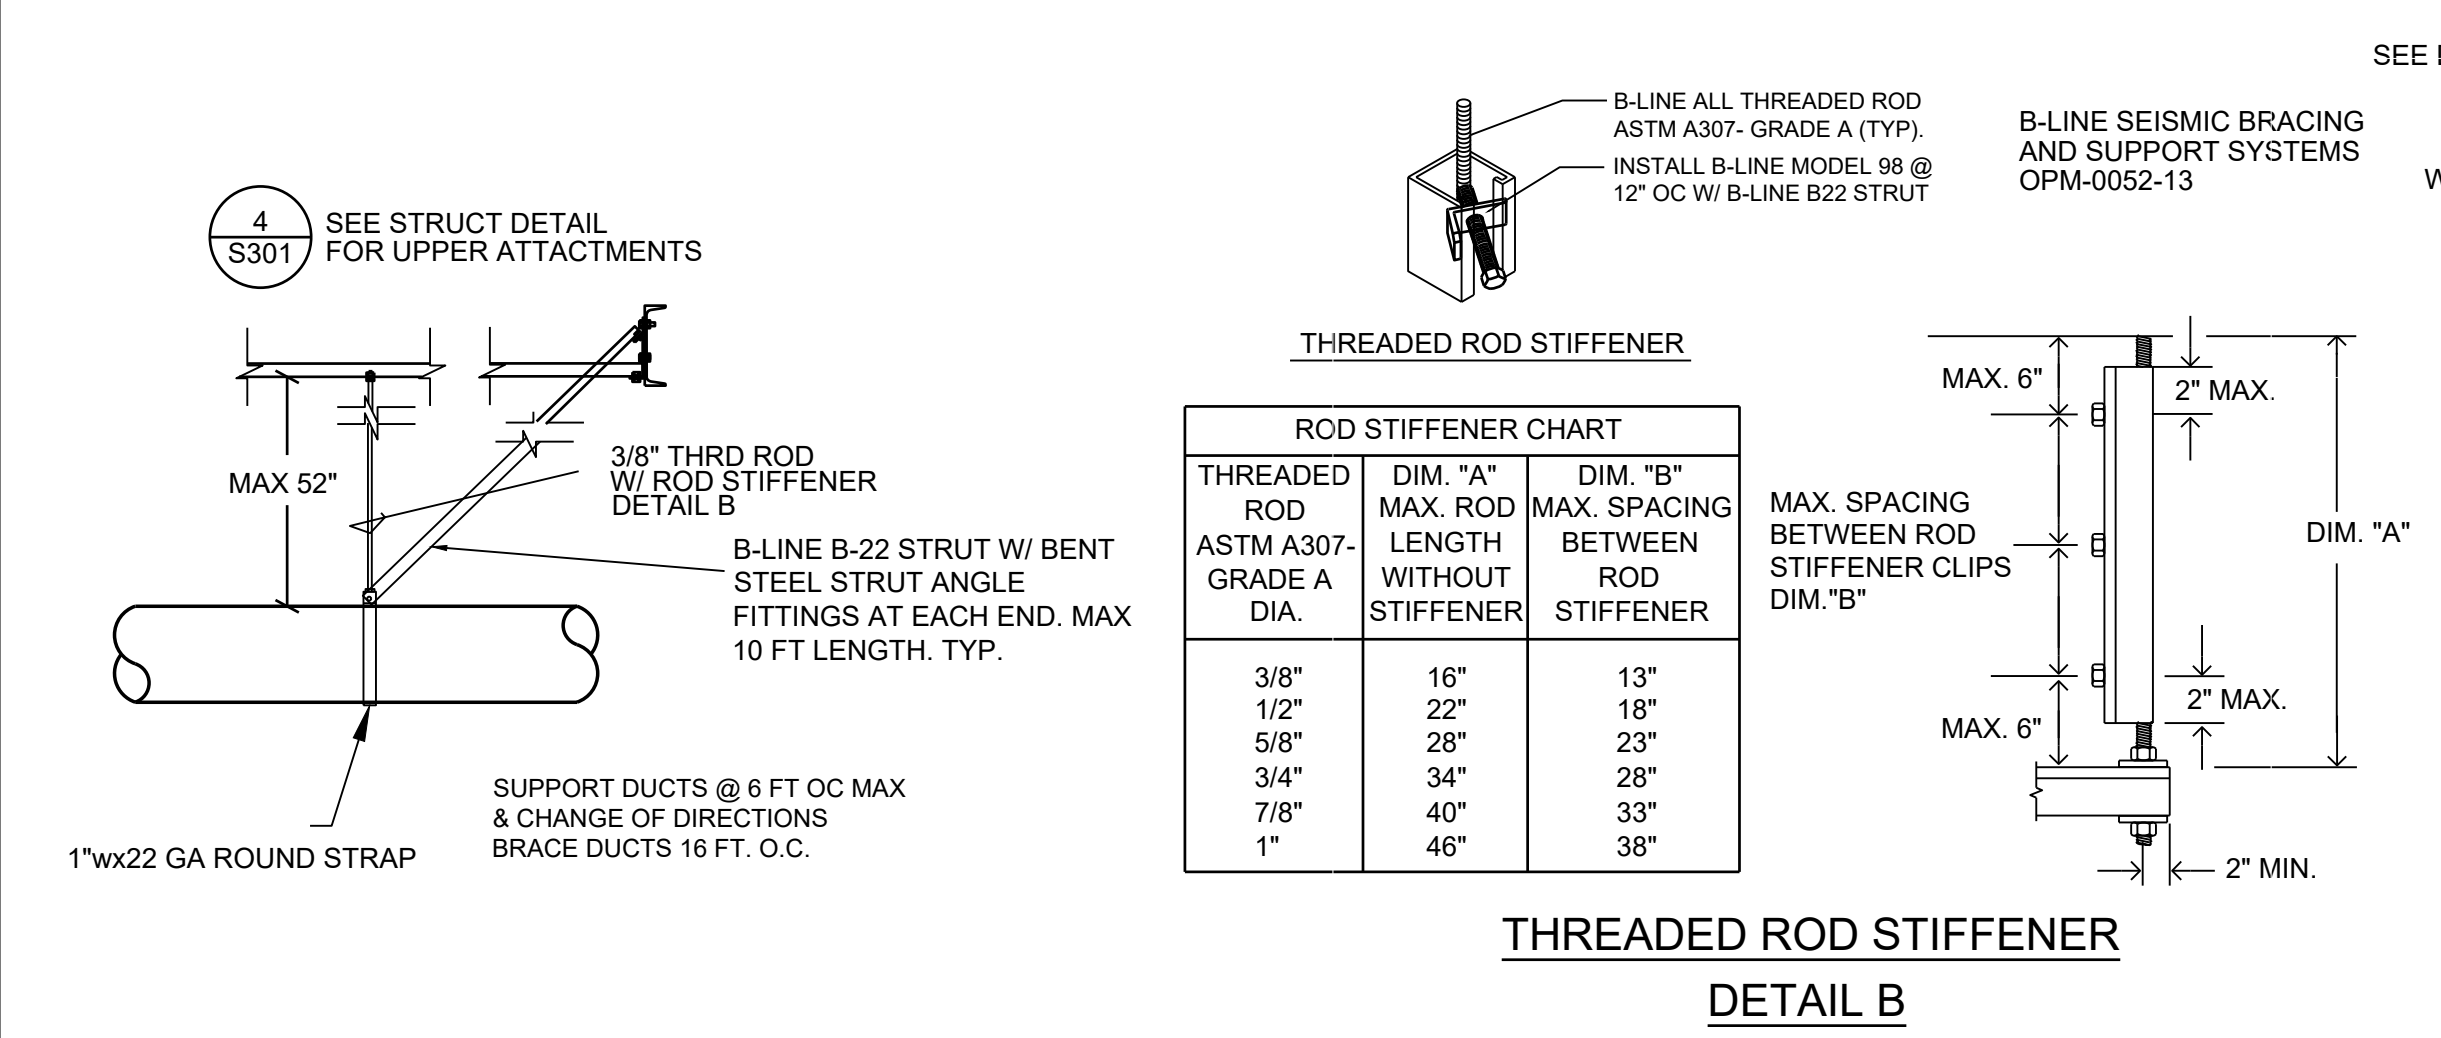 4
S301
SEE STRUCT DETAIL
FOR UPPER ATTACTMENTS
MAX 52"
3/8" THRD ROD
W/ ROD STIFFENER
DETAIL B
B-LINE B-22 STRUT W/ BENT
STEEL STRUT ANGLE
FITTINGS AT EACH END. MAX
10 FT LENGTH. TYP.
1"wx22 GA ROUND STRAP
SUPPORT DUCTS @ 6 FT OC MAX
& CHANGE OF DIRECTIONS
BRACE DUCTS 16 FT. O.C.
B-LINE ALL THREADED ROD
ASTM A307- GRADE A (TYP).
INSTALL B-LINE MODEL 98 @
12" OC W/ B-LINE B22 STRUT
THREADED ROD STIFFENER
B-LINE SEISMIC BRACING
AND SUPPORT SYSTEMS
OPM-0052-13
SEE
ROD STIFFENER CHART
THREADED
ROD
ASTM A307-
GRADE A
DIA.
DIM. "A"
MAX. ROD
LENGTH
WITHOUT
STIFFENER
DIM. "B"
MAX. SPACING
BETWEEN
ROD
STIFFENER
3/8" 16" 13"
1/2" 22" 18"
5/8" 28" 23"
3/4" 34" 28"
7/8" 40" 33"
1" 46" 38"
MAX. 6"
2" MAX.
MAX. SPACING
BETWEEN ROD
STIFFENER CLIPS
DIM."B"
DIM. "A"
2" MAX.
MAX. 6"
2" MIN.
THREADED ROD STIFFENER
DETAIL B